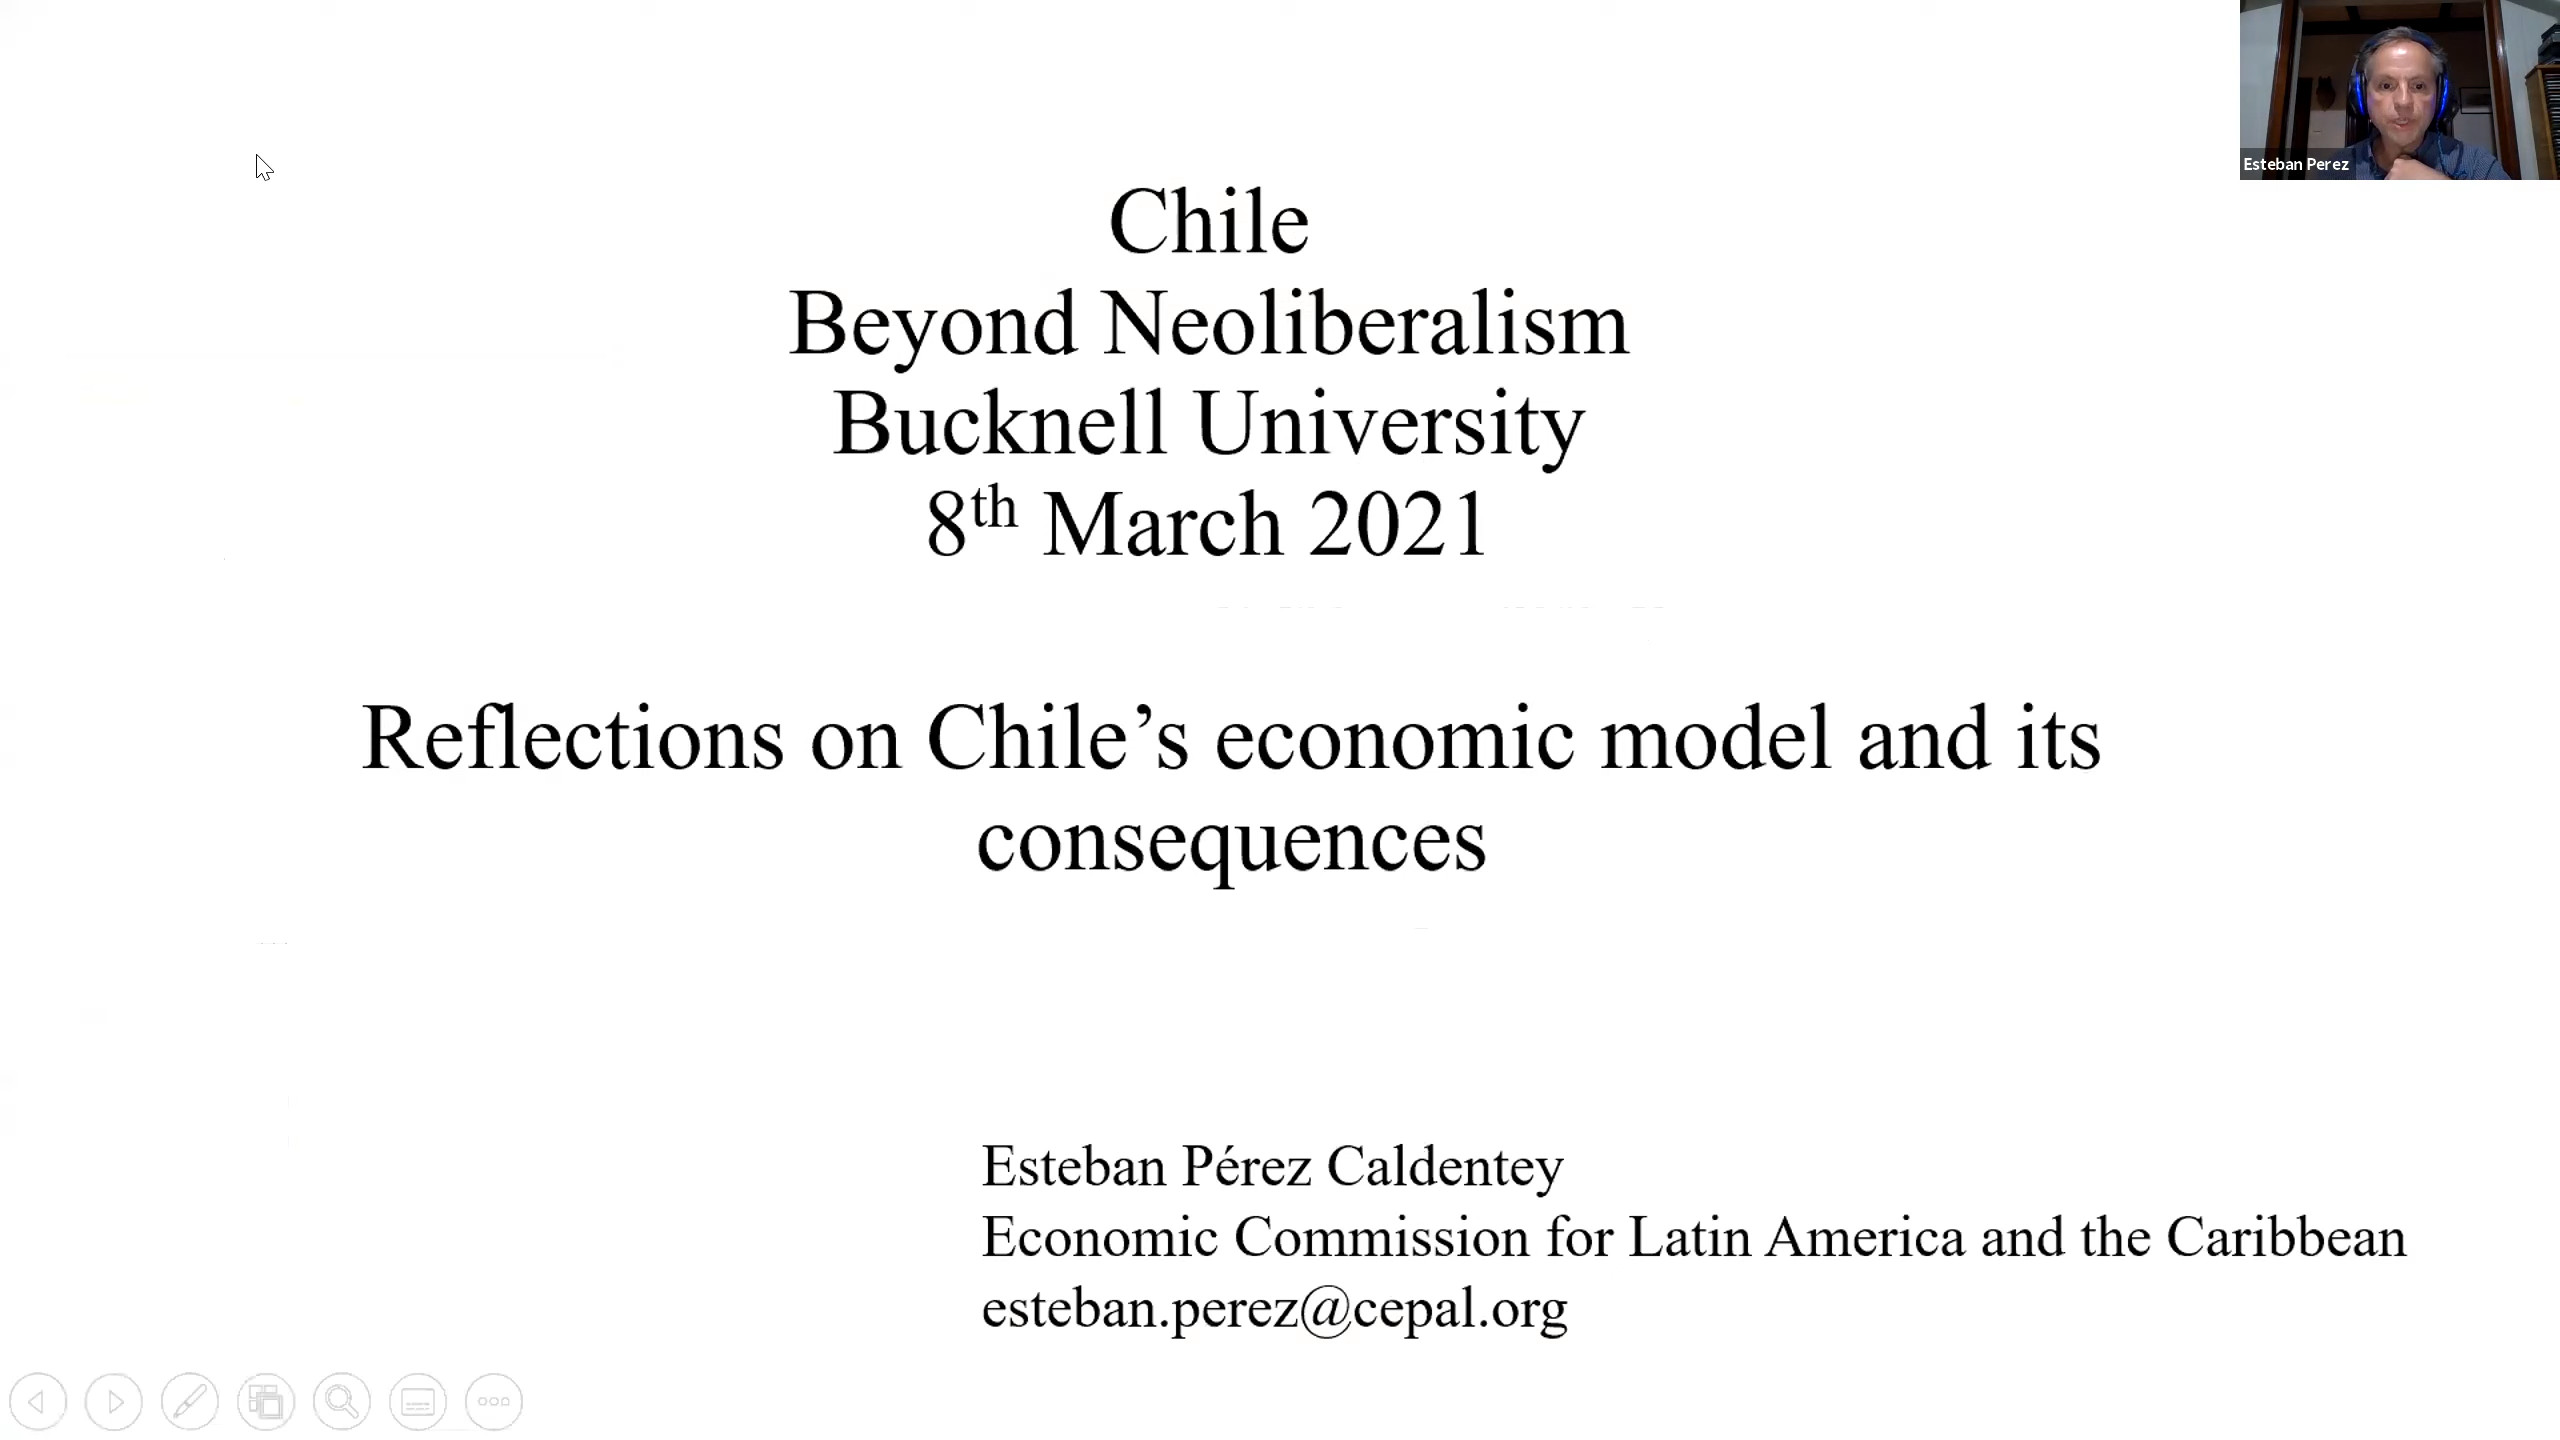 Esteban Perez
Chile
Beyond Neoliberalism
Bucknell University
8th March 2021
Reflections on Chile’s economic model and its
consequences
Esteban Pérez Caldentey
Economic Commission for Latin America and the Caribbean
esteban.perez@cepal.org